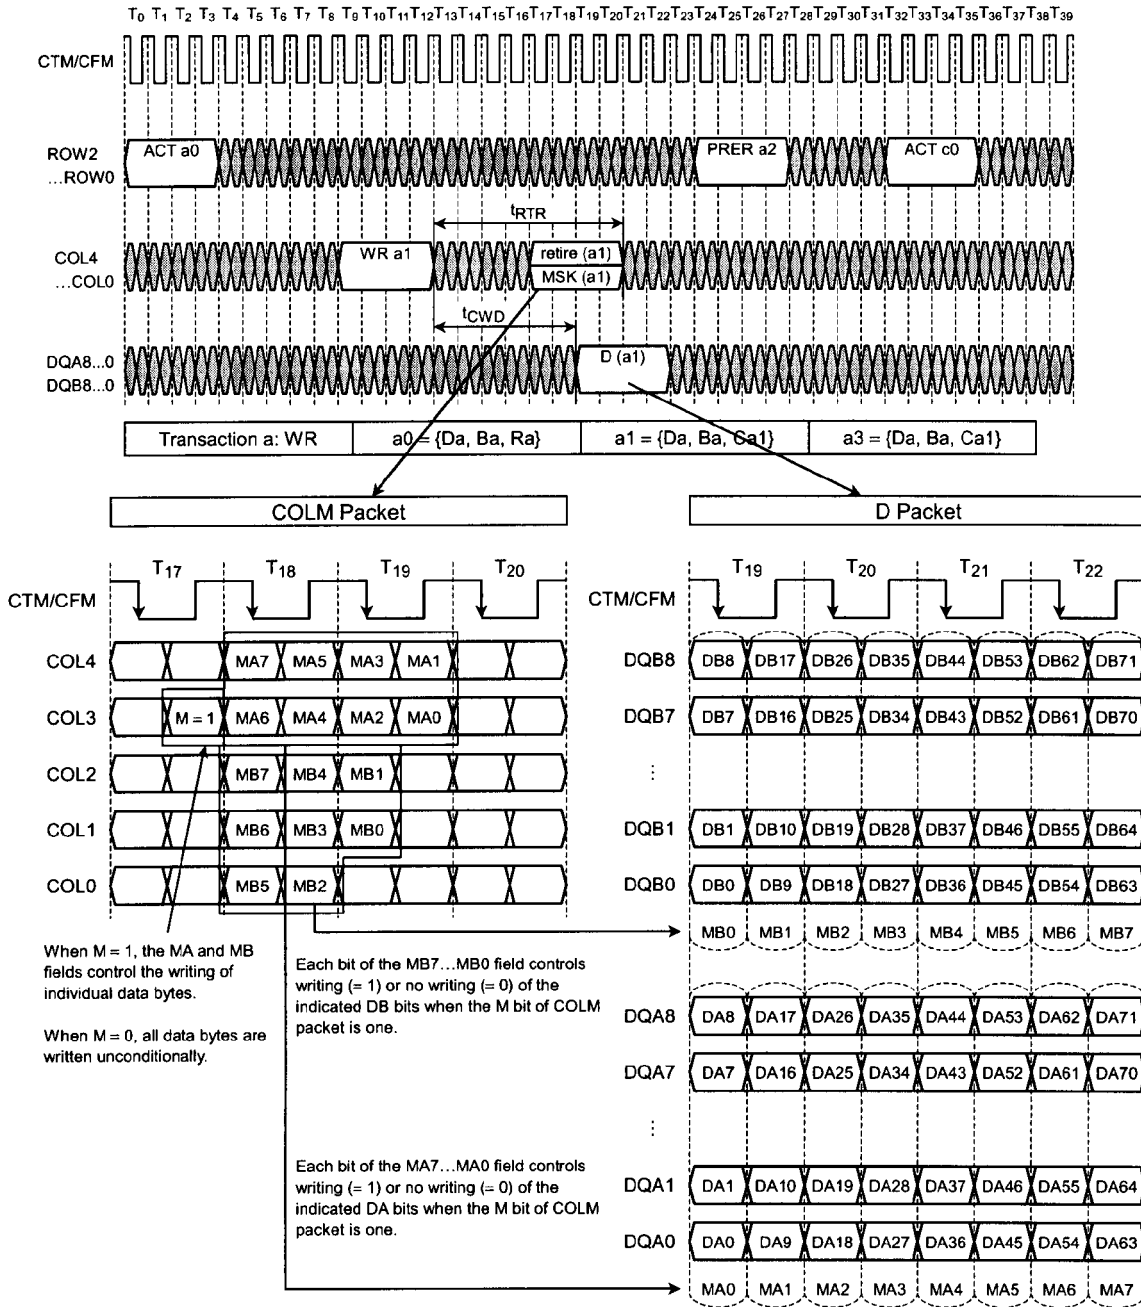 T0 T1 T2 T3 T4 T5 T6 T7 T8 T9 T10 T11 T12 T13 T14 T15 T16 T17 T18 T19 T20 T21 T22 T23 T24 T25 T26 T27 T28 T29 T30 T31 T32 T33 T34 T35 T36 T37 T38 T39
CTM/CFM
ROW2
...ROW0
ACT a0
PRER a2
ACT c0
tRTR
COL4
...COL0
WR a1
retire (a1)
MSK (a1)
tCWD
DQA8...0
DQB8...0
D (a1)
Transaction a: WR
a0 = {Da, Ba, Ra}
a1 = {Da, Ba, Ca1}
a3 = {Da, Ba, Ca1}
COLM Packet
T17 T18 T19 T20
CTM/CFM
COL4 MA7 MA5 MA3 MA1
COL3 M = 1 MA6 MA4 MA2 MA0
COL2 MB7 MB4 MB1
COL1 MB6 MB3 MB0
COL0 MB5 MB2
When M = 1, the MA and MB
fields control the writing of
individual data bytes.
When M = 0, all data bytes are
written unconditionally.
Each bit of the MB7...MB0 field controls
writing (= 1) or no writing (= 0) of the
indicated DB bits when the M bit of COLM
packet is one.
Each bit of the MA7...MA0 field controls
writing (= 1) or no writing (= 0) of the
indicated DA bits when the M bit of COLM
packet is one.
D Packet
T19 T20 T21 T22
CTM/CFM
DQB8 DB8 DB17 DB26 DB35 DB44 DB53 DB62 DB71
DQB7 DB7 DB16 DB25 DB34 DB43 DB52 DB61 DB70
⋮
DQB1 DB1 DB10 DB19 DB28 DB37 DB46 DB55 DB64
DQB0 DB0 DB9 DB18 DB27 DB36 DB45 DB54 DB63
MB0 MB1 MB2 MB3 MB4 MB5 MB6 MB7
DQA8 DA8 DA17 DA26 DA35 DA44 DA53 DA62 DA71
DQA7 DA7 DA16 DA25 DA34 DA43 DA52 DA61 DA70
⋮
DQA1 DA1 DA10 DA19 DA28 DA37 DA46 DA55 DA64
DQA0 DA0 DA9 DA18 DA27 DA36 DA45 DA54 DA63
MA0 MA1 MA2 MA3 MA4 MA5 MA6 MA7